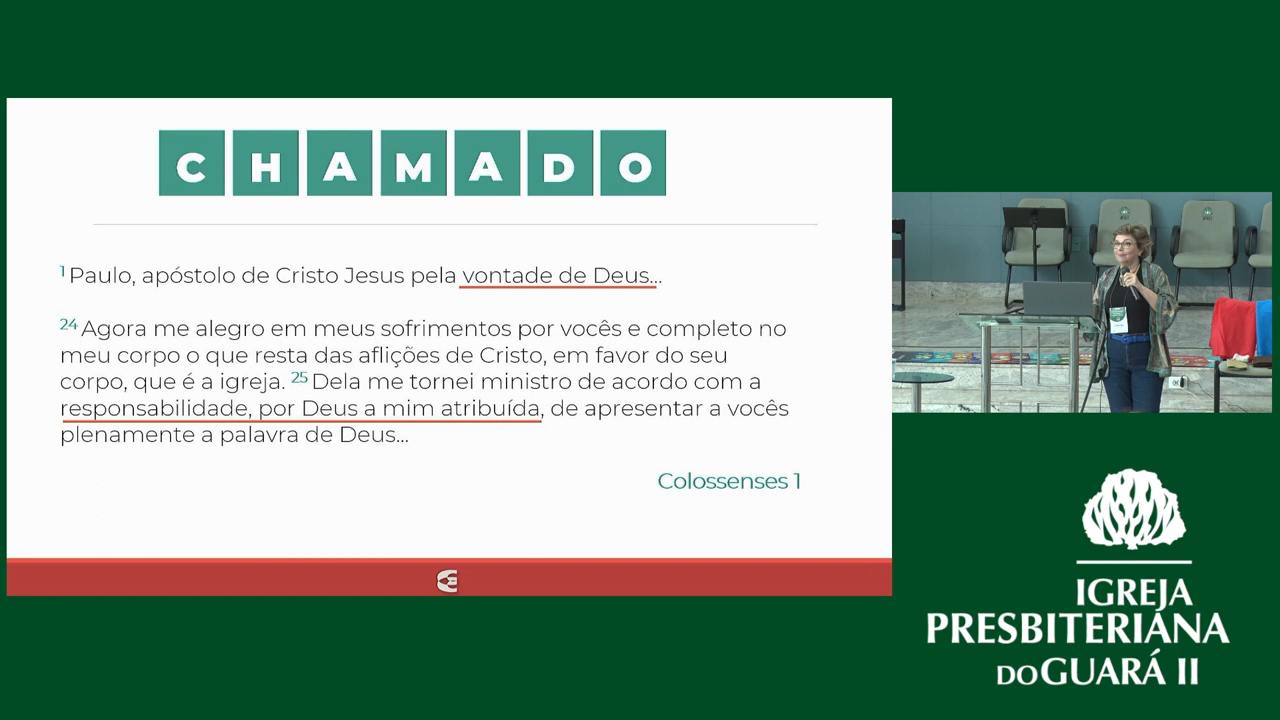 CHAMADO
1 Paulo, apóstolo de Cristo Jesus pela vontade de Deus...
24 Agora me alegro em meus sofrimentos por vocês e completo no
meu corpo o que resta das aflições de Cristo, em favor do seu
corpo, que é a igreja. 25 Dela me tornei ministro de acordo com a
responsabilidade, por Deus a mim atribuída, de apresentar a vocês
plenamente a palavra de Deus...
Colossenses 1
IGREJA
PRESBITERIANA
DO GUARÁ II